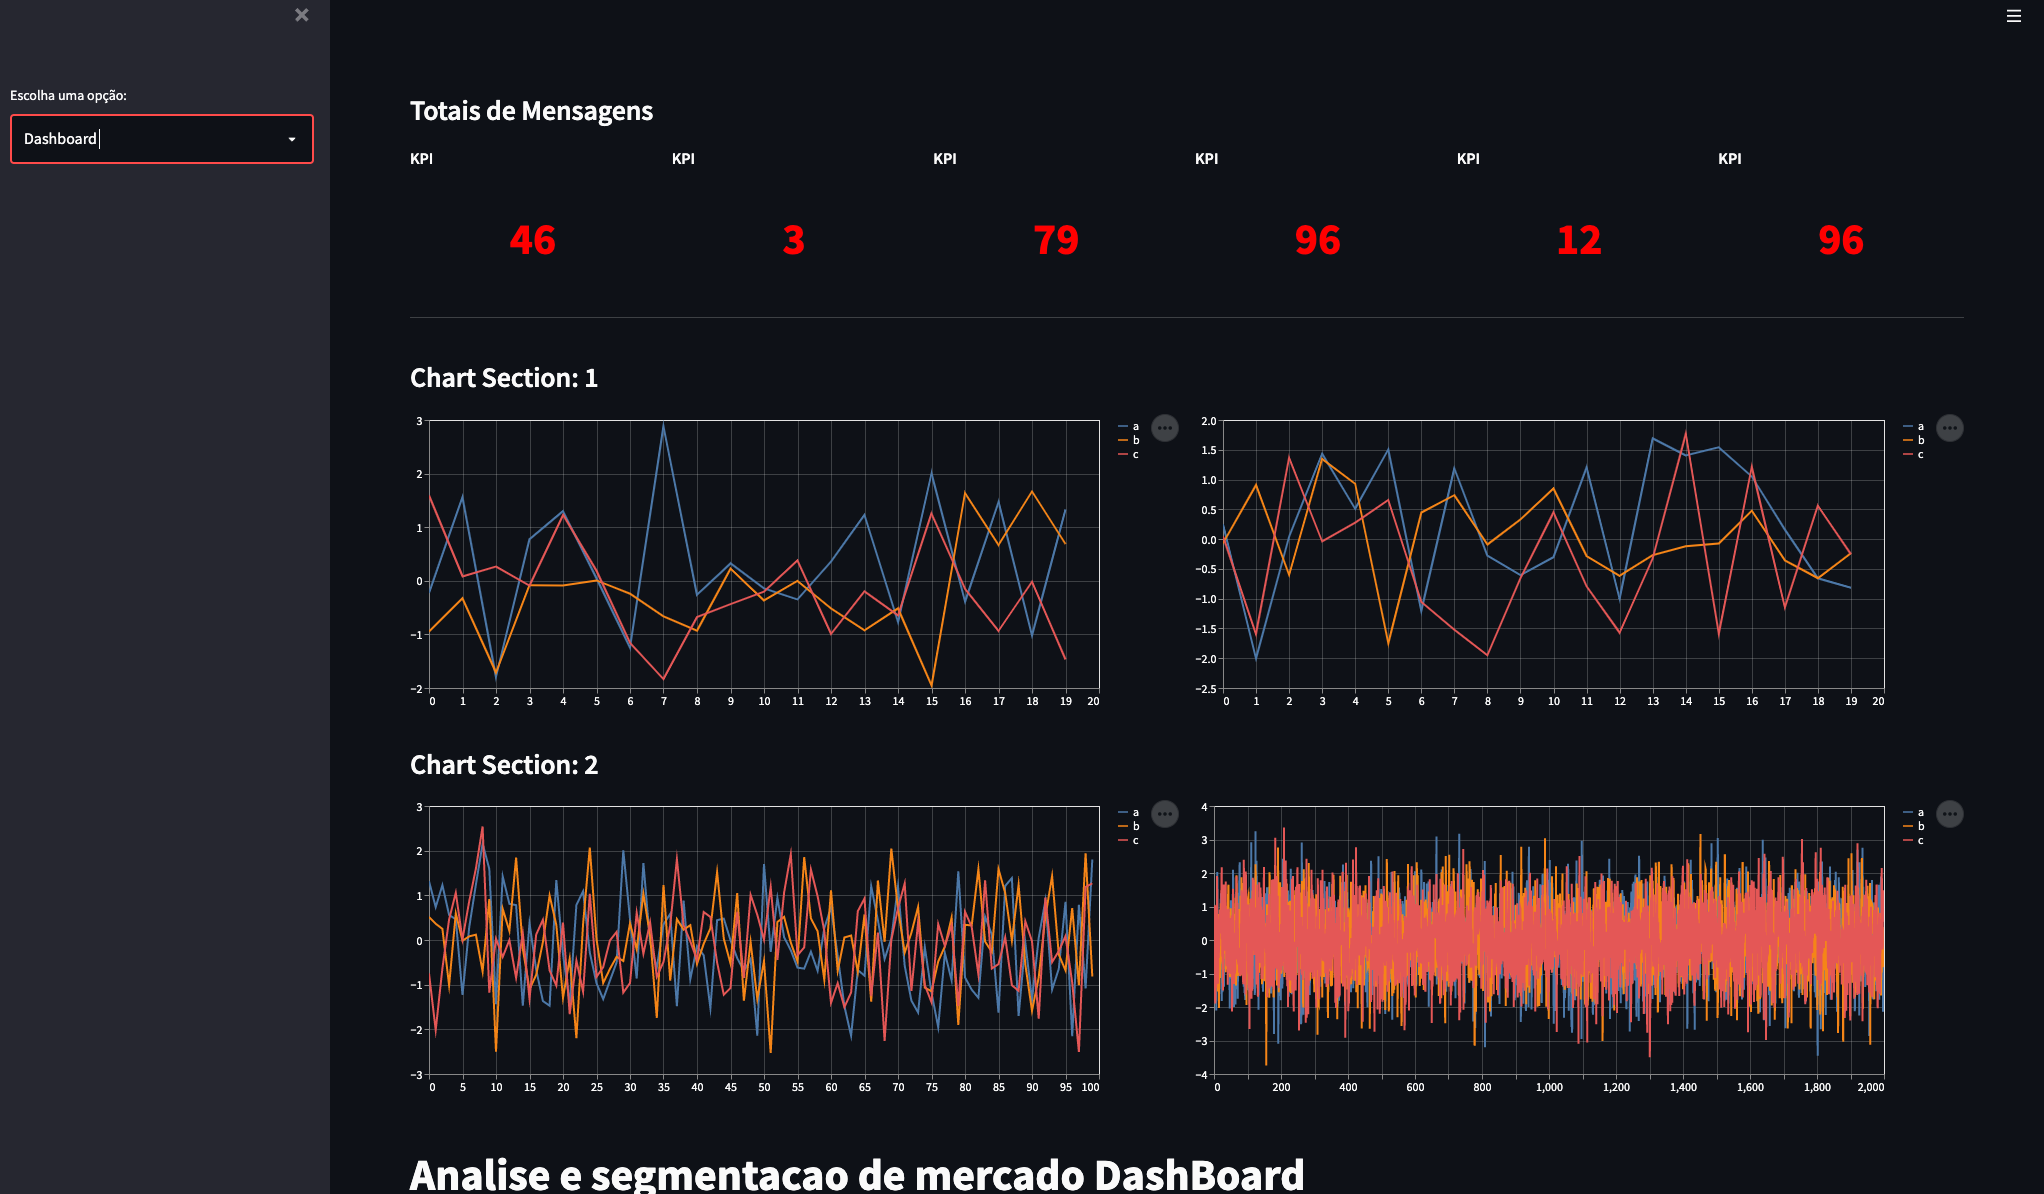 Escolha uma opção:
Dashboard
Totais de Mensagens
KPI KPI KPI KPI KPI KPI
46 3 79 96 12 96
Chart Section: 1
3
2
1
0
−1
−2
0 1 2 3 4 5 6 7 8 9 10 11 12 13 14 15 16 17 18 19 20
a
b
c
2.0
1.5
1.0
0.5
0.0
−0.5
−1.0
−1.5
−2.0
−2.5
0 1 2 3 4 5 6 7 8 9 10 11 12 13 14 15 16 17 18 19 20
a
b
c
Chart Section: 2
3
2
1
0
−1
−2
−3
0 5 10 15 20 25 30 35 40 45 50 55 60 65 70 75 80 85 90 95 100
a
b
c
4
3
2
1
0
−1
−2
−3
−4
0 200 400 600 800 1,000 1,200 1,400 1,600 1,800 2,000
a
b
c
Analise e segmentacao de mercado DashBoard